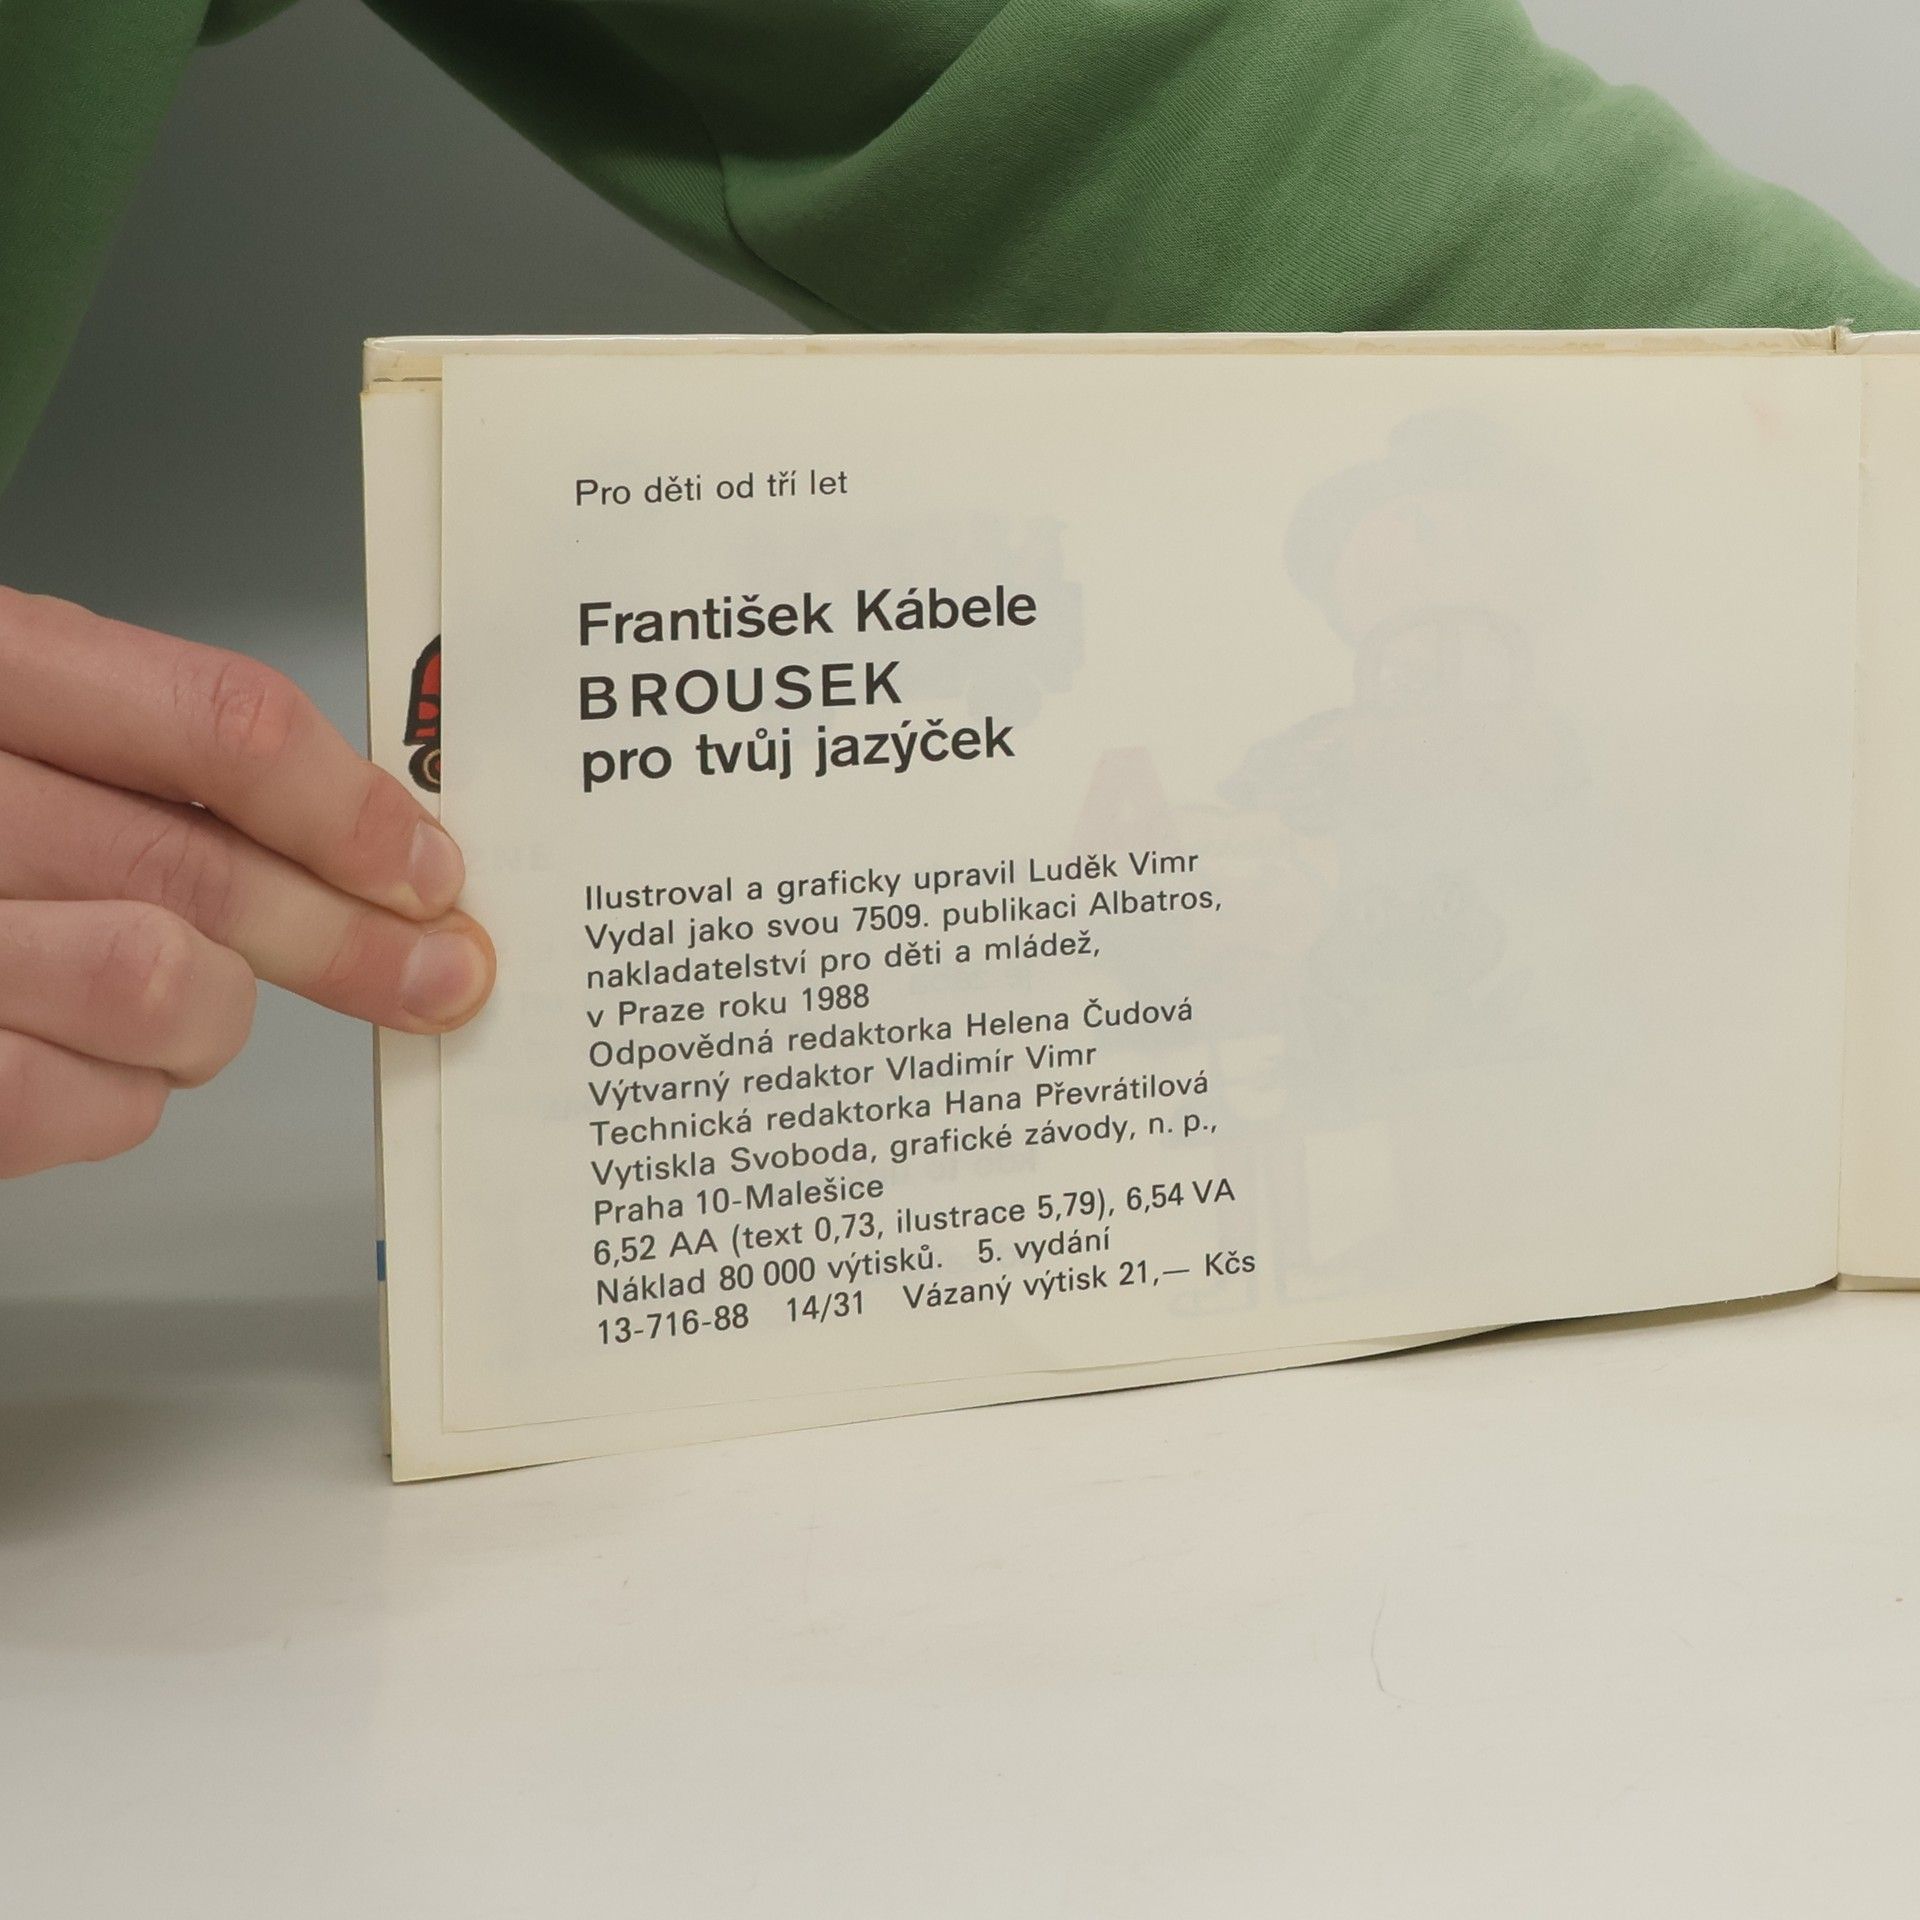 Pro děti od tří let
František Kábele
BROUSEK
pro tvůj jazýček
Ilustroval a graficky upravil Luděk Vimr
Vydal jako svou 7509. publikaci Albatros,
nakladatelství pro děti a mládež,
v Praze roku 1988
Odpovědná redaktorka Helena Čudová
Výtvarný redaktor Vladimír Vimr
Technická redaktorka Hana Převrátilová
Vytiskla Svoboda, grafické závody, n. p.,
Praha 10-Malešice
6,52 AA (text 0,73, ilustrace 5,79), 6,54 VA
Náklad 80 000 výtisků. 5. vydání
13-716-88 14/31 Vázaný výtisk 21,— Kčs